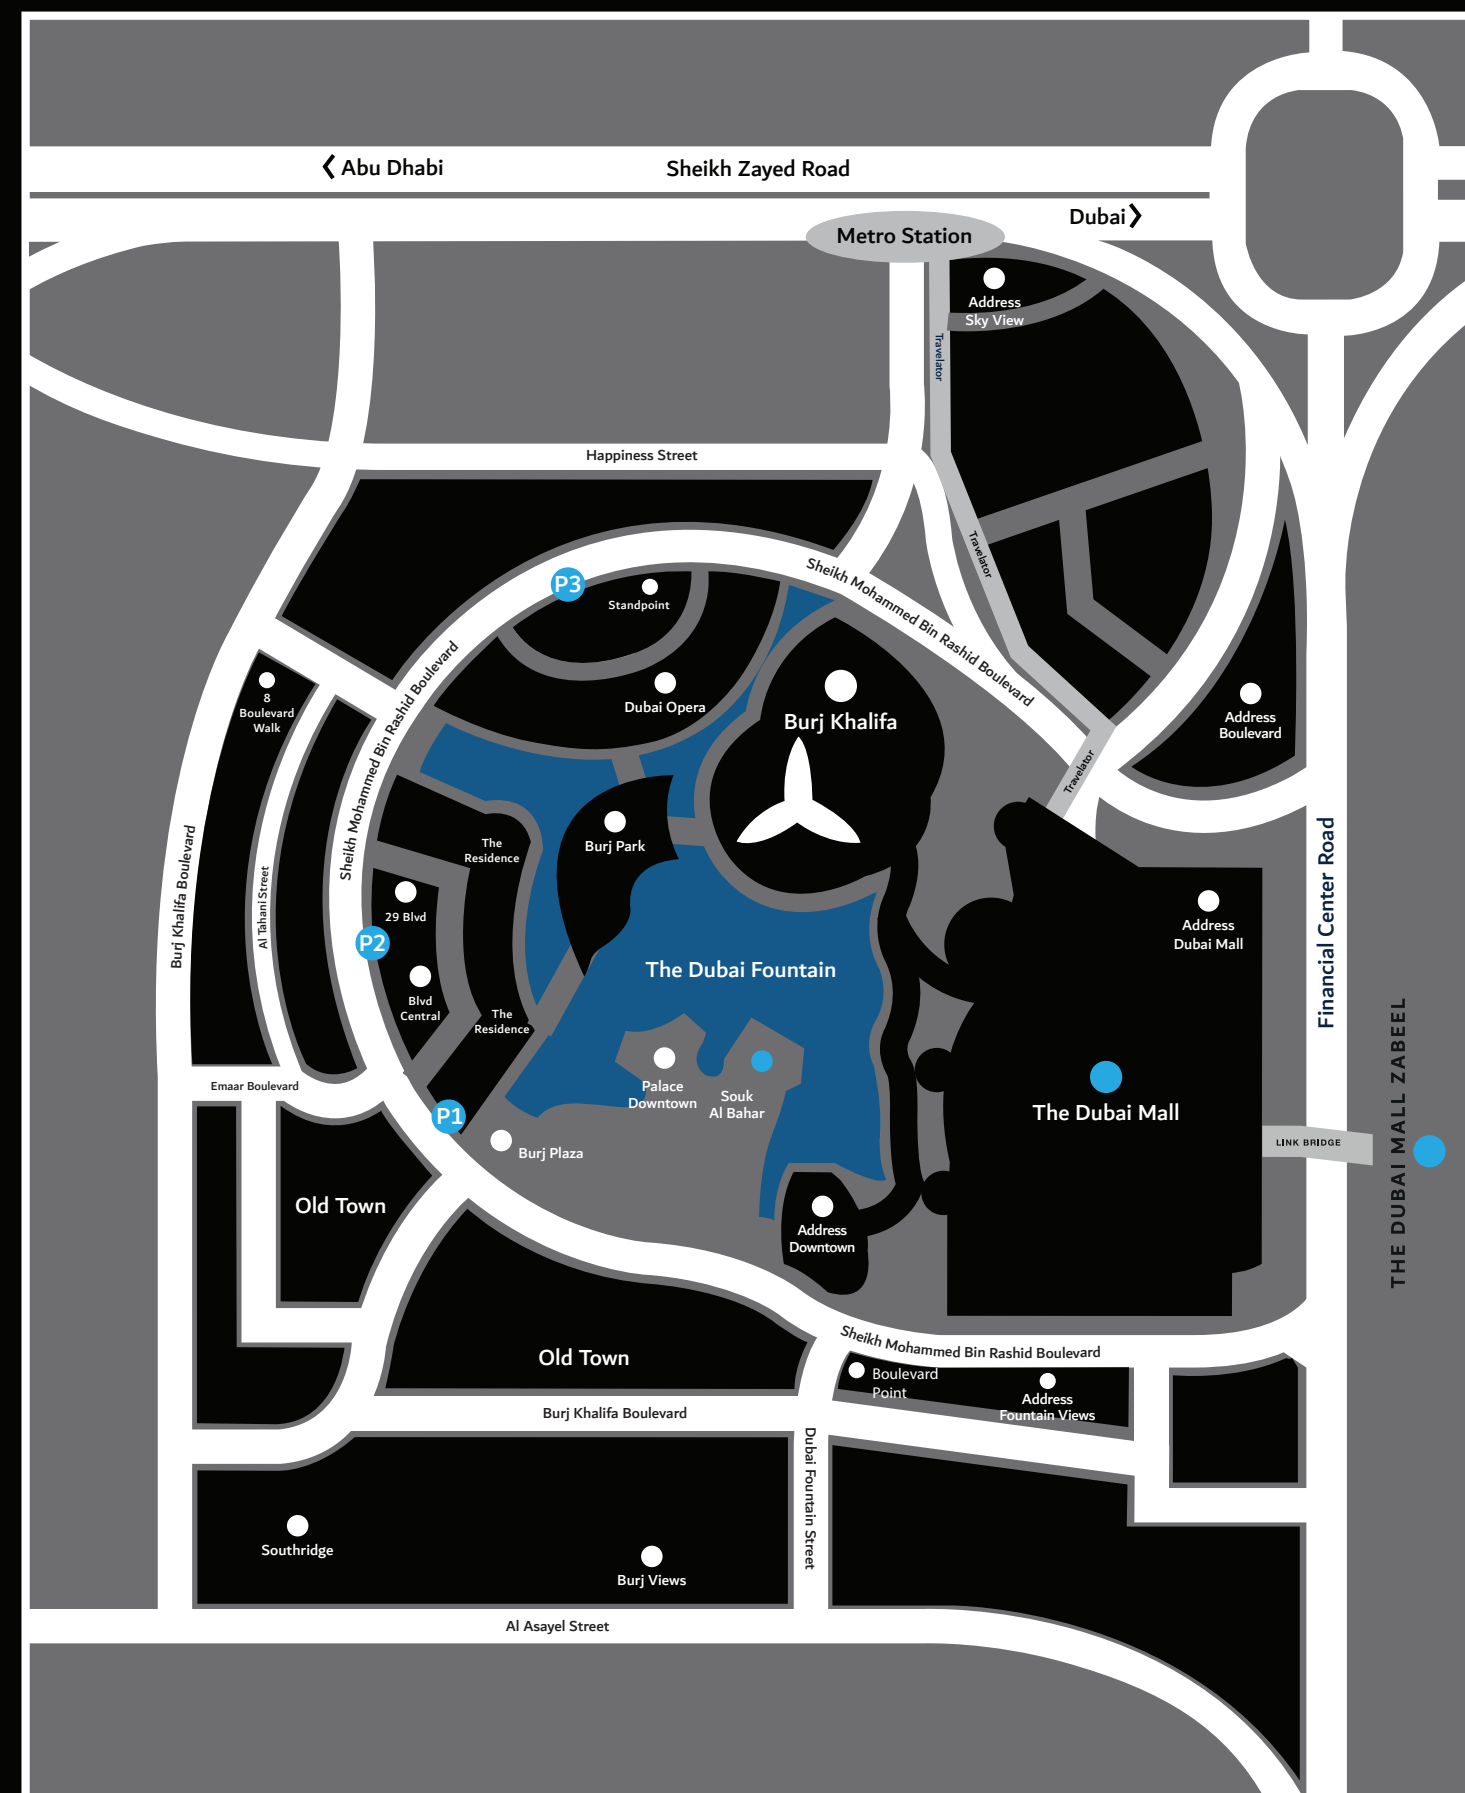 Abu Dhabi
Sheikh Zayed Road
Dubai
Metro Station
Address
Sky View
Travelator
Happiness Street
Travelator
Sheikh Mohammed Bin Rashid Boulevard
P3
Standpoint
Sheikh Mohammed Bin Rashid Boulevard
8
Boulevard
Walk
Dubai Opera
Burj Khalifa
Address
Boulevard
Travelator
Burj Khalifa Boulevard
Al Tahani Street
The
Residence
Burj Park
Financial Center Road
29 Blvd
P2
Address
Dubai Mall
The Dubai Fountain
Blvd
Central
The
Residence
THE DUBAI MALL ZABEEL
Emaar Boulevard
P1
Palace
Downtown
Souk
Al Bahar
The Dubai Mall
LINK BRIDGE
Burj Plaza
Old Town
Address
Downtown
Old Town
Sheikh Mohammed Bin Rashid Boulevard
Boulevard
Point
Address
Fountain Views
Burj Khalifa Boulevard
Dubai Fountain Street
Southridge
Burj Views
Al Asayel Street